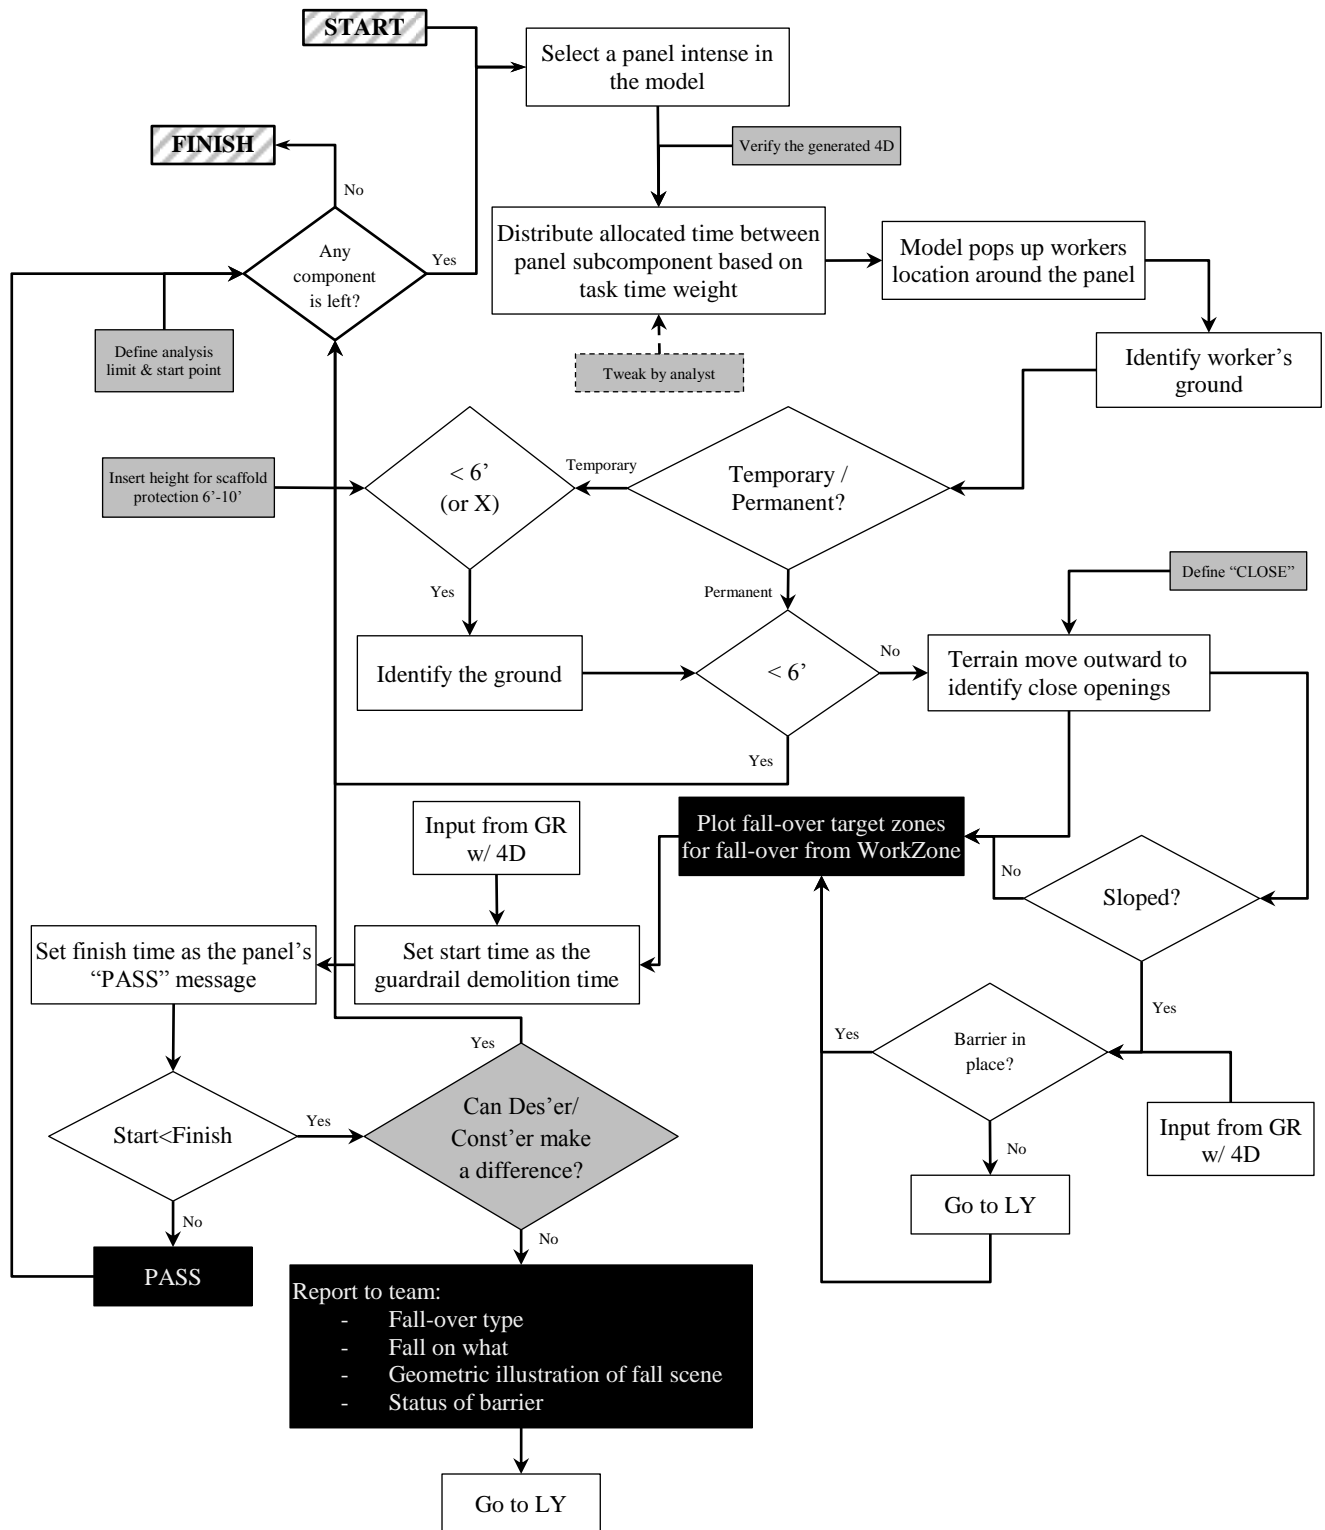 START
Select a panel intense in
the model
FINISH
Verify the generated 4D
No
Any
component
is left?
Yes
Distribute allocated time between
panel subcomponent based on
task time weight
Model pops up workers
location around the panel
Define analysis
limit & start point
Tweak by analyst
Identify worker’s
ground
Insert height for scaffold
protection 6’-10’
< 6’
(or X)
Temporary
Temporary /
Permanent?
Yes
Permanent
Define “CLOSE”
Identify the ground
< 6’
No
Terrain move outward to
identify close openings
Yes
Input from GR
w/ 4D
Plot fall-over target zones
for fall-over from WorkZone
No
Sloped?
Set finish time as the panel’s
“PASS” message
Set start time as the
guardrail demolition time
Yes
Yes
Yes
Barrier in
place?
Start<Finish
Yes
Can Des’er/
Const’er make
a difference?
No
Input from GR
w/ 4D
Go to LY
No
No
PASS
Report to team:
- Fall-over type
- Fall on what
- Geometric illustration of fall scene
- Status of barrier
Go to LY